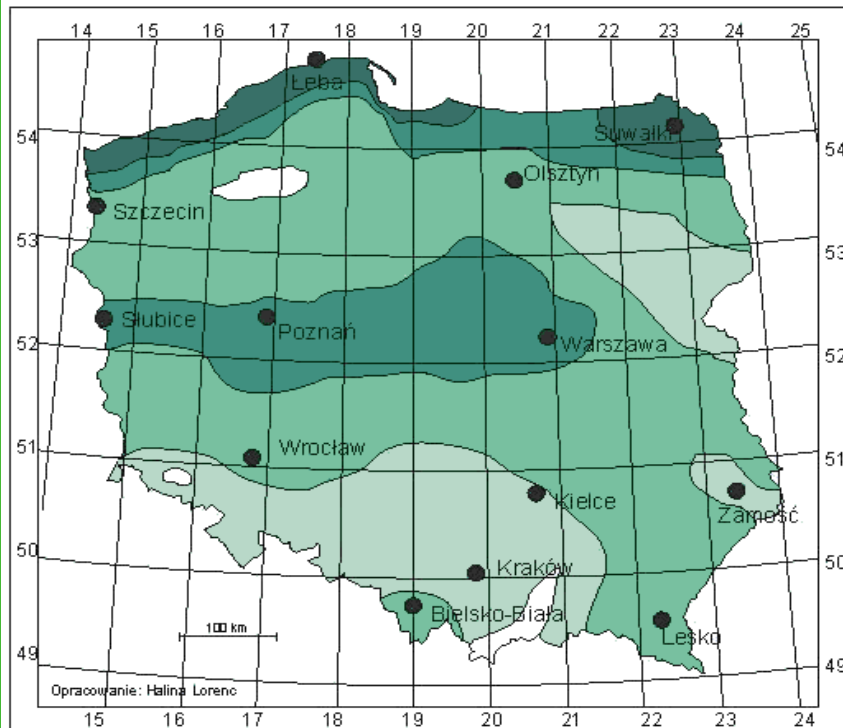 14 15 16 17 18 19 20 21 22 23 24 25
Łeba
54 Suwałki 54
Olsztyn
Szczecin
53 53
Słubice Poznań Warszawa
52 52
51 Wrocław 51
Kielce Zamość
50 50
Kraków
Bielsko-Biała
100 km Lesko
49 49
Opracowanie: Halina Lorenc
15 16 17 18 19 20 21 22 23 24